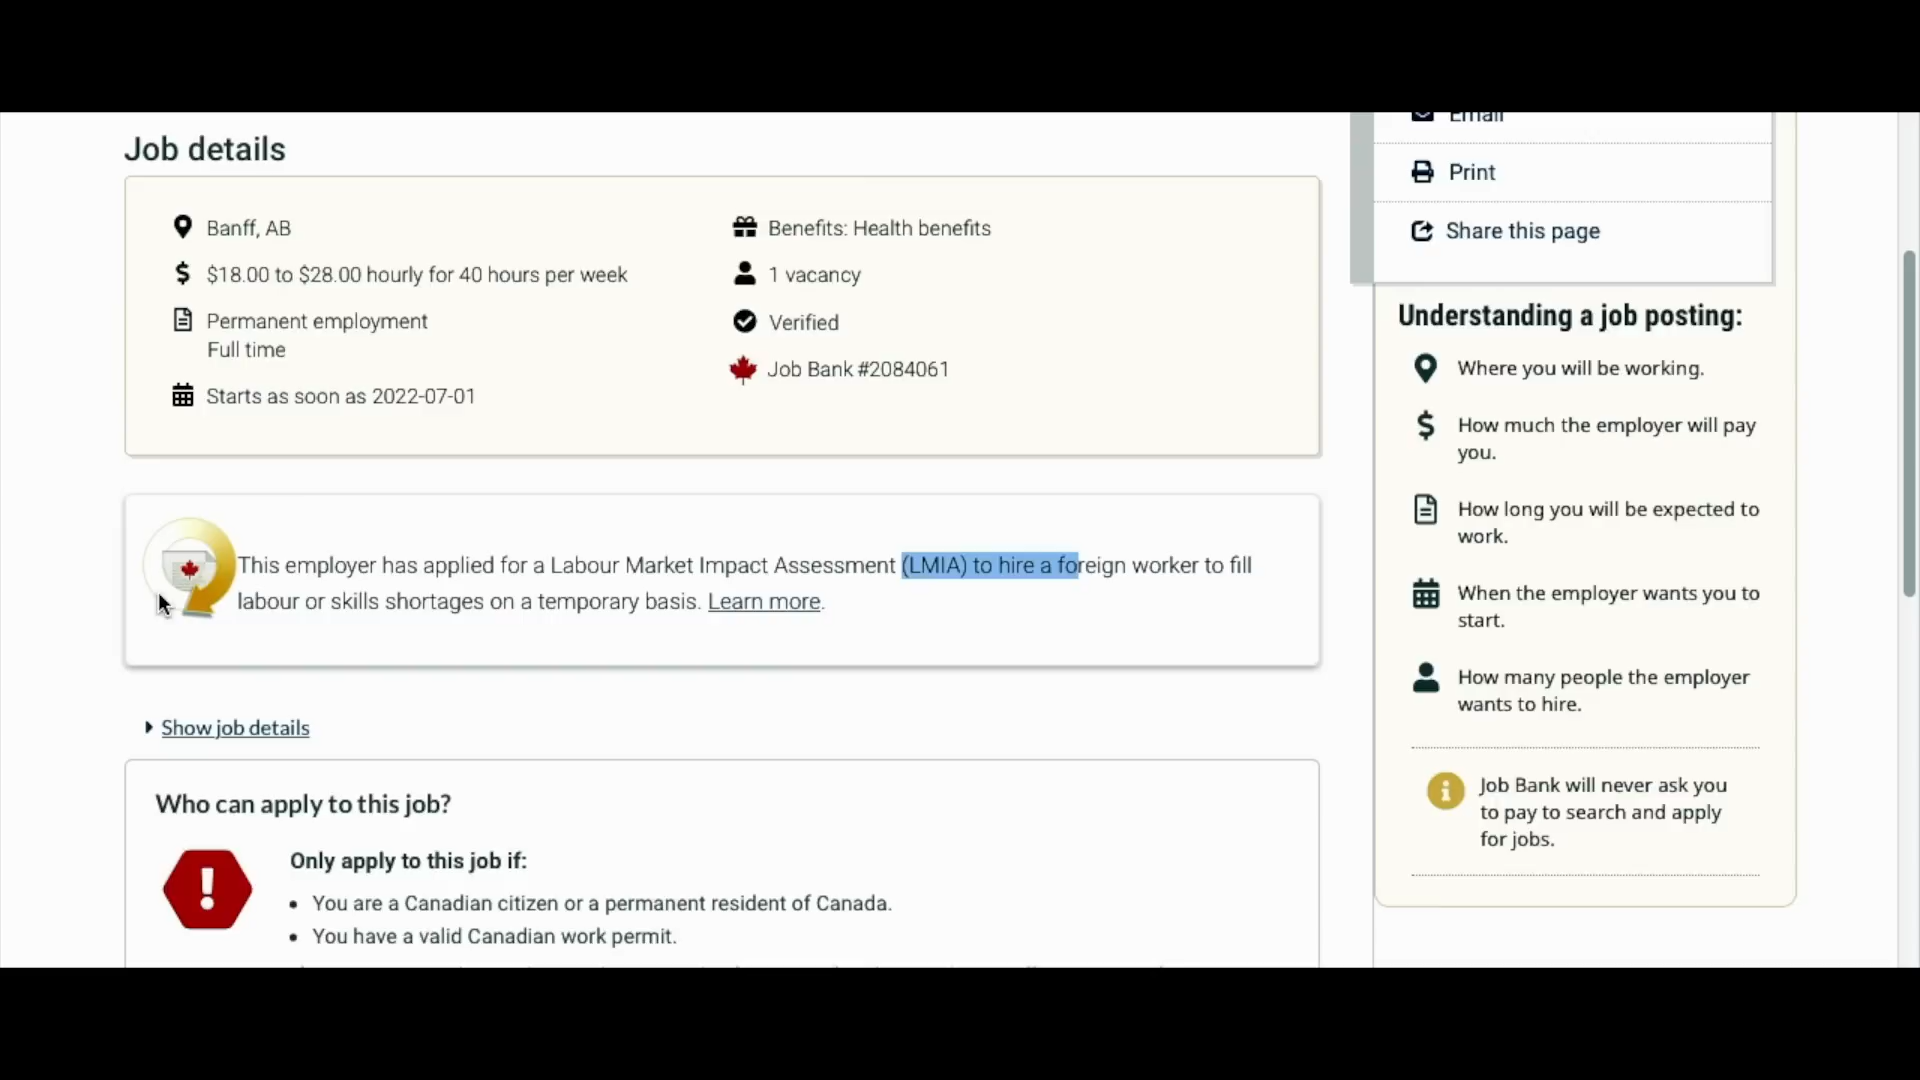 Job details
Banff, AB
$18.00 to $28.00 hourly for 40 hours per week
Permanent employment
Full time
Starts as soon as 2022-07-01
Benefits: Health benefits
1 vacancy
Verified
Job Bank #2084061
This employer has applied for a Labour Market Impact Assessment (LMIA) to hire a foreign worker to fill
labour or skills shortages on a temporary basis. Learn more.
Show job details
Who can apply to this job?
Only apply to this job if:
• You are a Canadian citizen or a permanent resident of Canada.
• You have a valid Canadian work permit.
Email
Print
Share this page
Understanding a job posting:
Where you will be working.
How much the employer will pay
you.
How long you will be expected to
work.
When the employer wants you to
start.
How many people the employer
wants to hire.
Job Bank will never ask you
to pay to search and apply
for jobs.